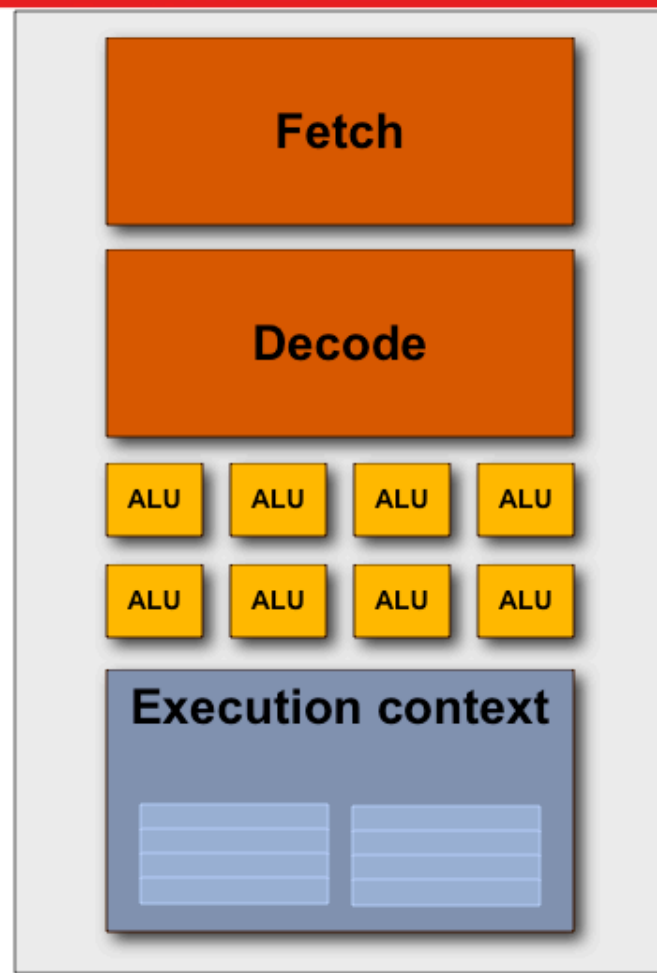 Fetch
Decode
ALU ALU ALU ALU
ALU ALU ALU ALU
Execution context